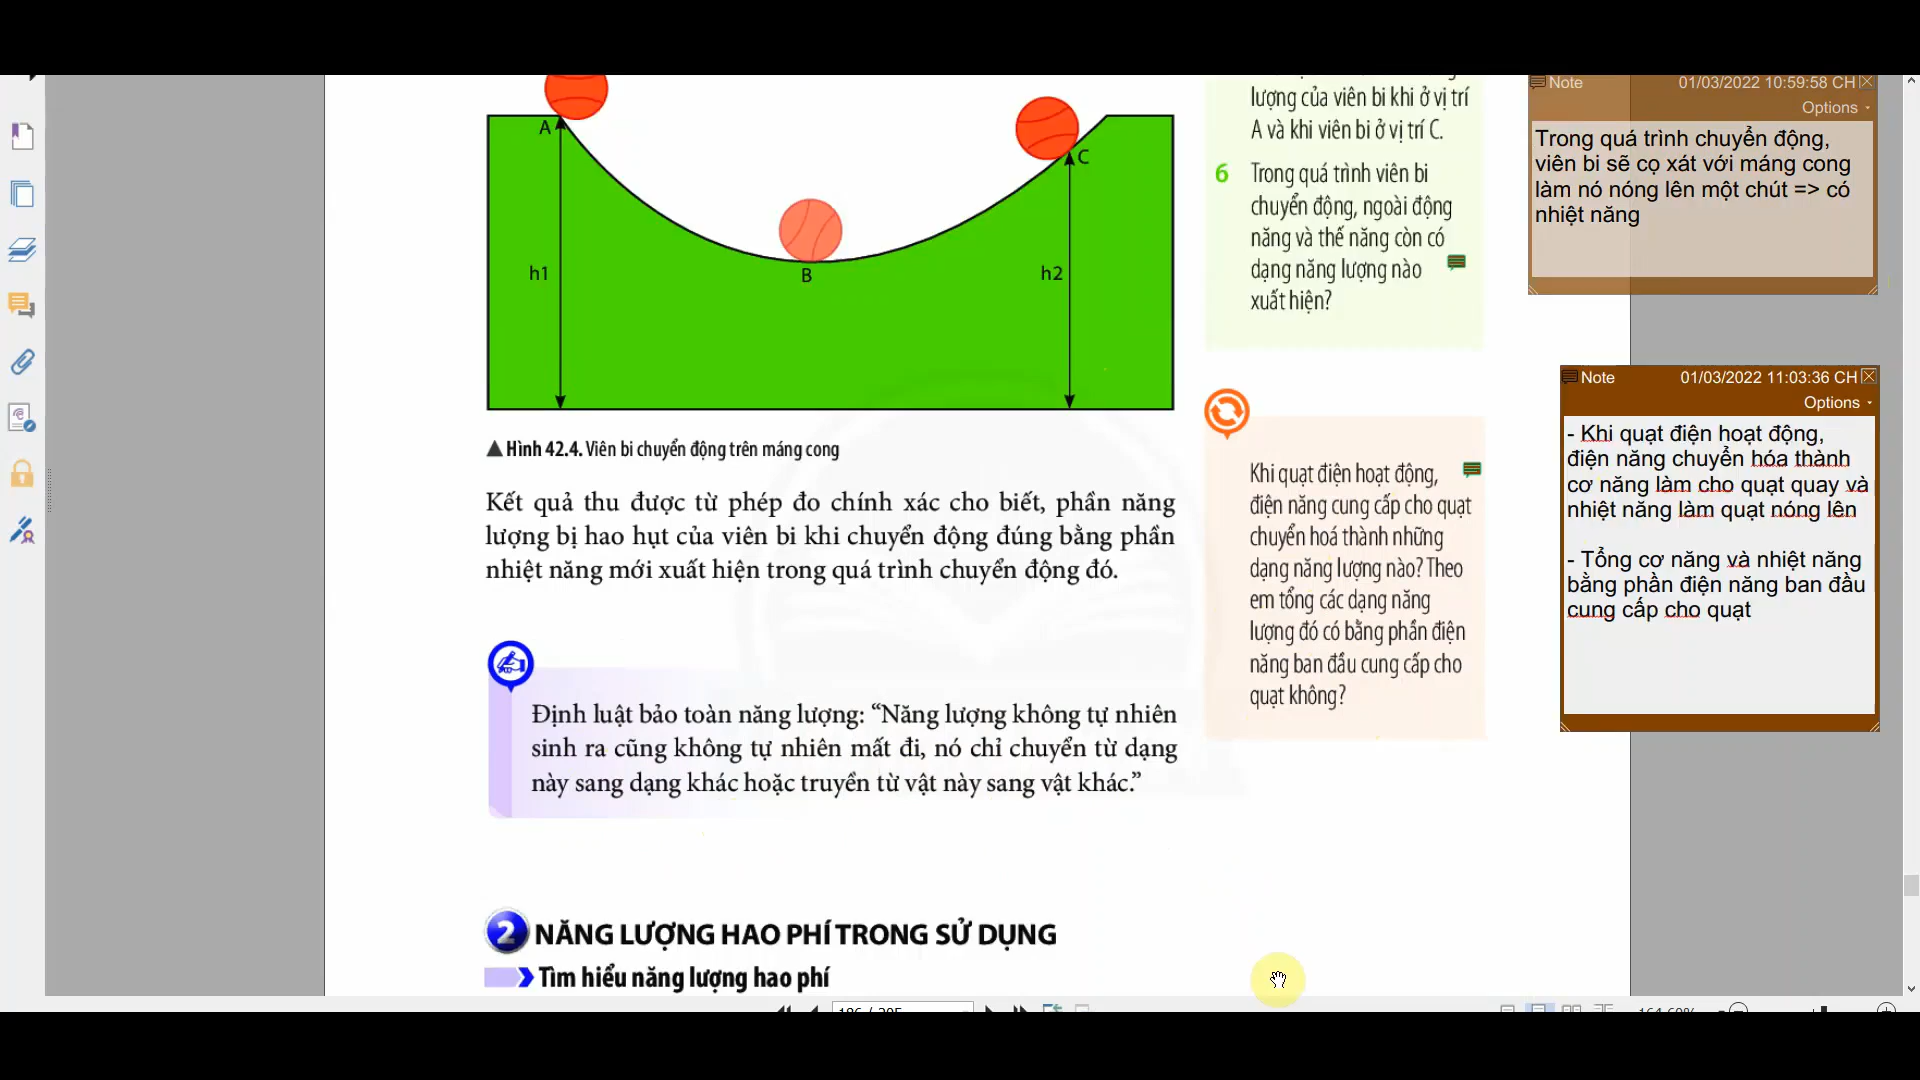 A
C
h1
B
h2
▲Hình 42.4. Viên bi chuyển động trên máng cong
Kết quả thu được từ phép đo chính xác cho biết, phần năng
lượng bị hao hụt của viên bi khi chuyển động đúng bằng phần
nhiệt năng mới xuất hiện trong quá trình chuyển động đó.
Định luật bảo toàn năng lượng: “Năng lượng không tự nhiên
sinh ra cũng không tự nhiên mất đi, nó chỉ chuyển từ dạng
này sang dạng khác hoặc truyền từ vật này sang vật khác.”
2 NĂNG LƯỢNG HAO PHÍ TRONG SỬ DỤNG
Tìm hiểu năng lượng hao phí
lượng của viên bi khi ở vị trí
A và khi viên bi ở vị trí C.
6 Trong quá trình viên bi
chuyển động, ngoài động
năng và thế năng còn có
dạng năng lượng nào
xuất hiện?
Khi quạt điện hoạt động,
điện năng cung cấp cho quạt
chuyển hoá thành những
dạng năng lượng nào? Theo
em tổng các dạng năng
lượng đó có bằng phần điện
năng ban đầu cung cấp cho
quạt không?
Note 01/03/2022 10:59:58 CH
Options
Trong quá trình chuyển động,
viên bi sẽ cọ xát với máng cong
làm nó nóng lên một chút => có
nhiệt năng
Note 01/03/2022 11:03:36 CH
Options
- Khi quạt điện hoạt động,
điện năng chuyển hóa thành
cơ năng làm cho quạt quay và
nhiệt năng làm quạt nóng lên
- Tổng cơ năng và nhiệt năng
bằng phần điện năng ban đầu
cung cấp cho quạt